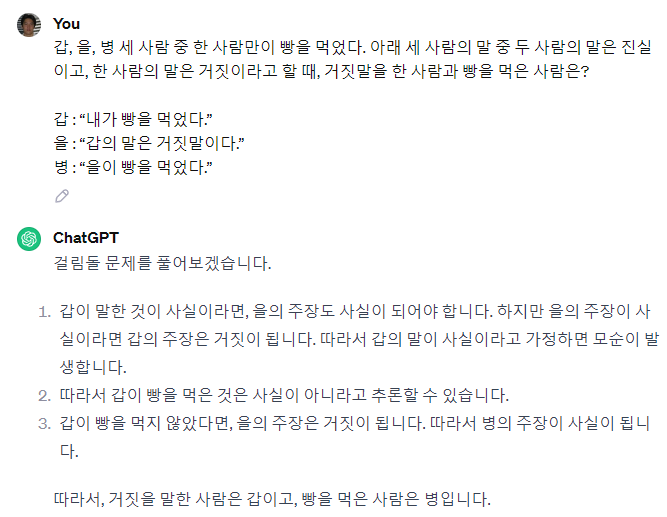 You
갑, 을, 병 세 사람 중 한 사람만이 빵을 먹었다. 아래 세 사람의 말 중 두 사람의 말은 진실
이고, 한 사람의 말은 거짓이라고 할 때, 거짓말을 한 사람과 빵을 먹은 사람은?
갑 : “내가 빵을 먹었다.”
을 : “갑의 말은 거짓말이다.”
병 : “을이 빵을 먹었다.”
ChatGPT
걸림돌 문제를 풀어보겠습니다.
1. 갑이 말한 것이 사실이라면, 을의 주장도 사실이 되어야 합니다. 하지만 을의 주장이 사
실이라면 갑의 주장은 거짓이 됩니다. 따라서 갑의 말이 사실이라고 가정하면 모순이 발
생합니다.
2. 따라서 갑이 빵을 먹은 것은 사실이 아니라고 추론할 수 있습니다.
3. 갑이 빵을 먹지 않았다면, 을의 주장은 거짓이 됩니다. 따라서 병의 주장이 사실이 됩니
다.
따라서, 거짓을 말한 사람은 갑이고, 빵을 먹은 사람은 병입니다.